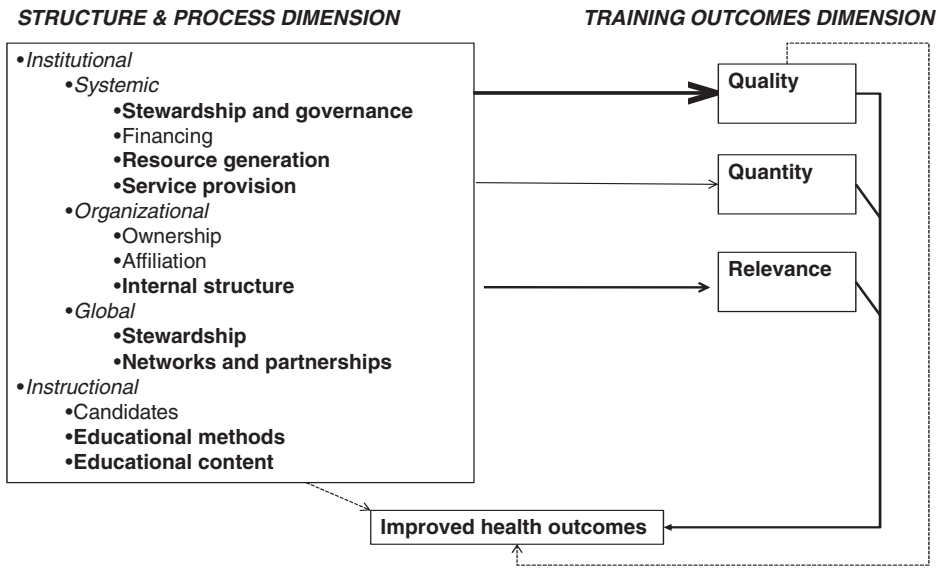 STRUCTURE & PROCESS DIMENSION
TRAINING OUTCOMES DIMENSION
•Institutional
•Systemic
•Stewardship and governance
•Financing
•Resource generation
•Service provision
•Organizational
•Ownership
•Affiliation
•Internal structure
•Global
•Stewardship
•Networks and partnerships
•Instructional
•Candidates
•Educational methods
•Educational content
Quality
Quantity
Relevance
Improved health outcomes